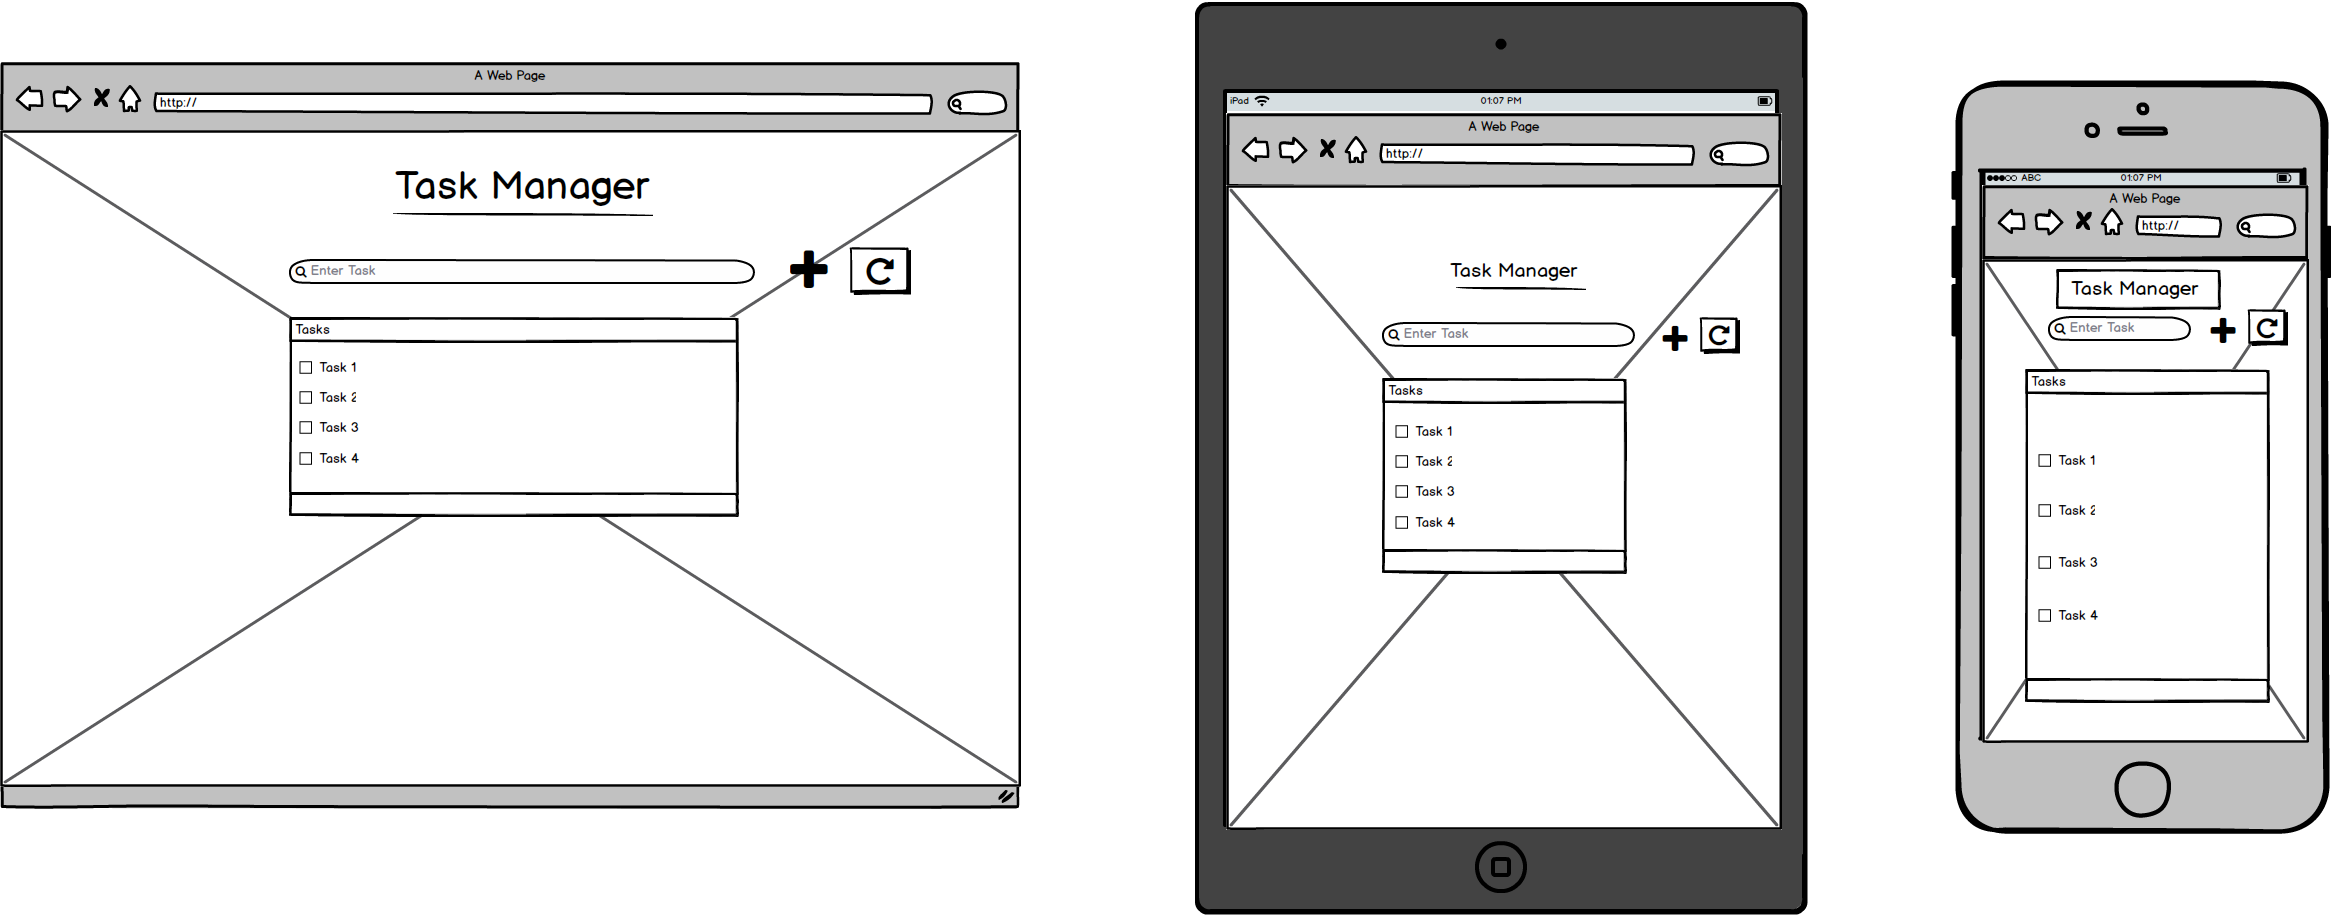 A Web Page
http://
Task Manager
Enter Task
Tasks
Task 1
Task 2
Task 3
Task 4
iPad
01:07 PM
A Web Page
http://
Task Manager
Enter Task
Tasks
Task 1
Task 2
Task 3
Task 4
ABC
01:07 PM
A Web Page
http://
Task Manager
Enter Task
Tasks
Task 1
Task 2
Task 3
Task 4